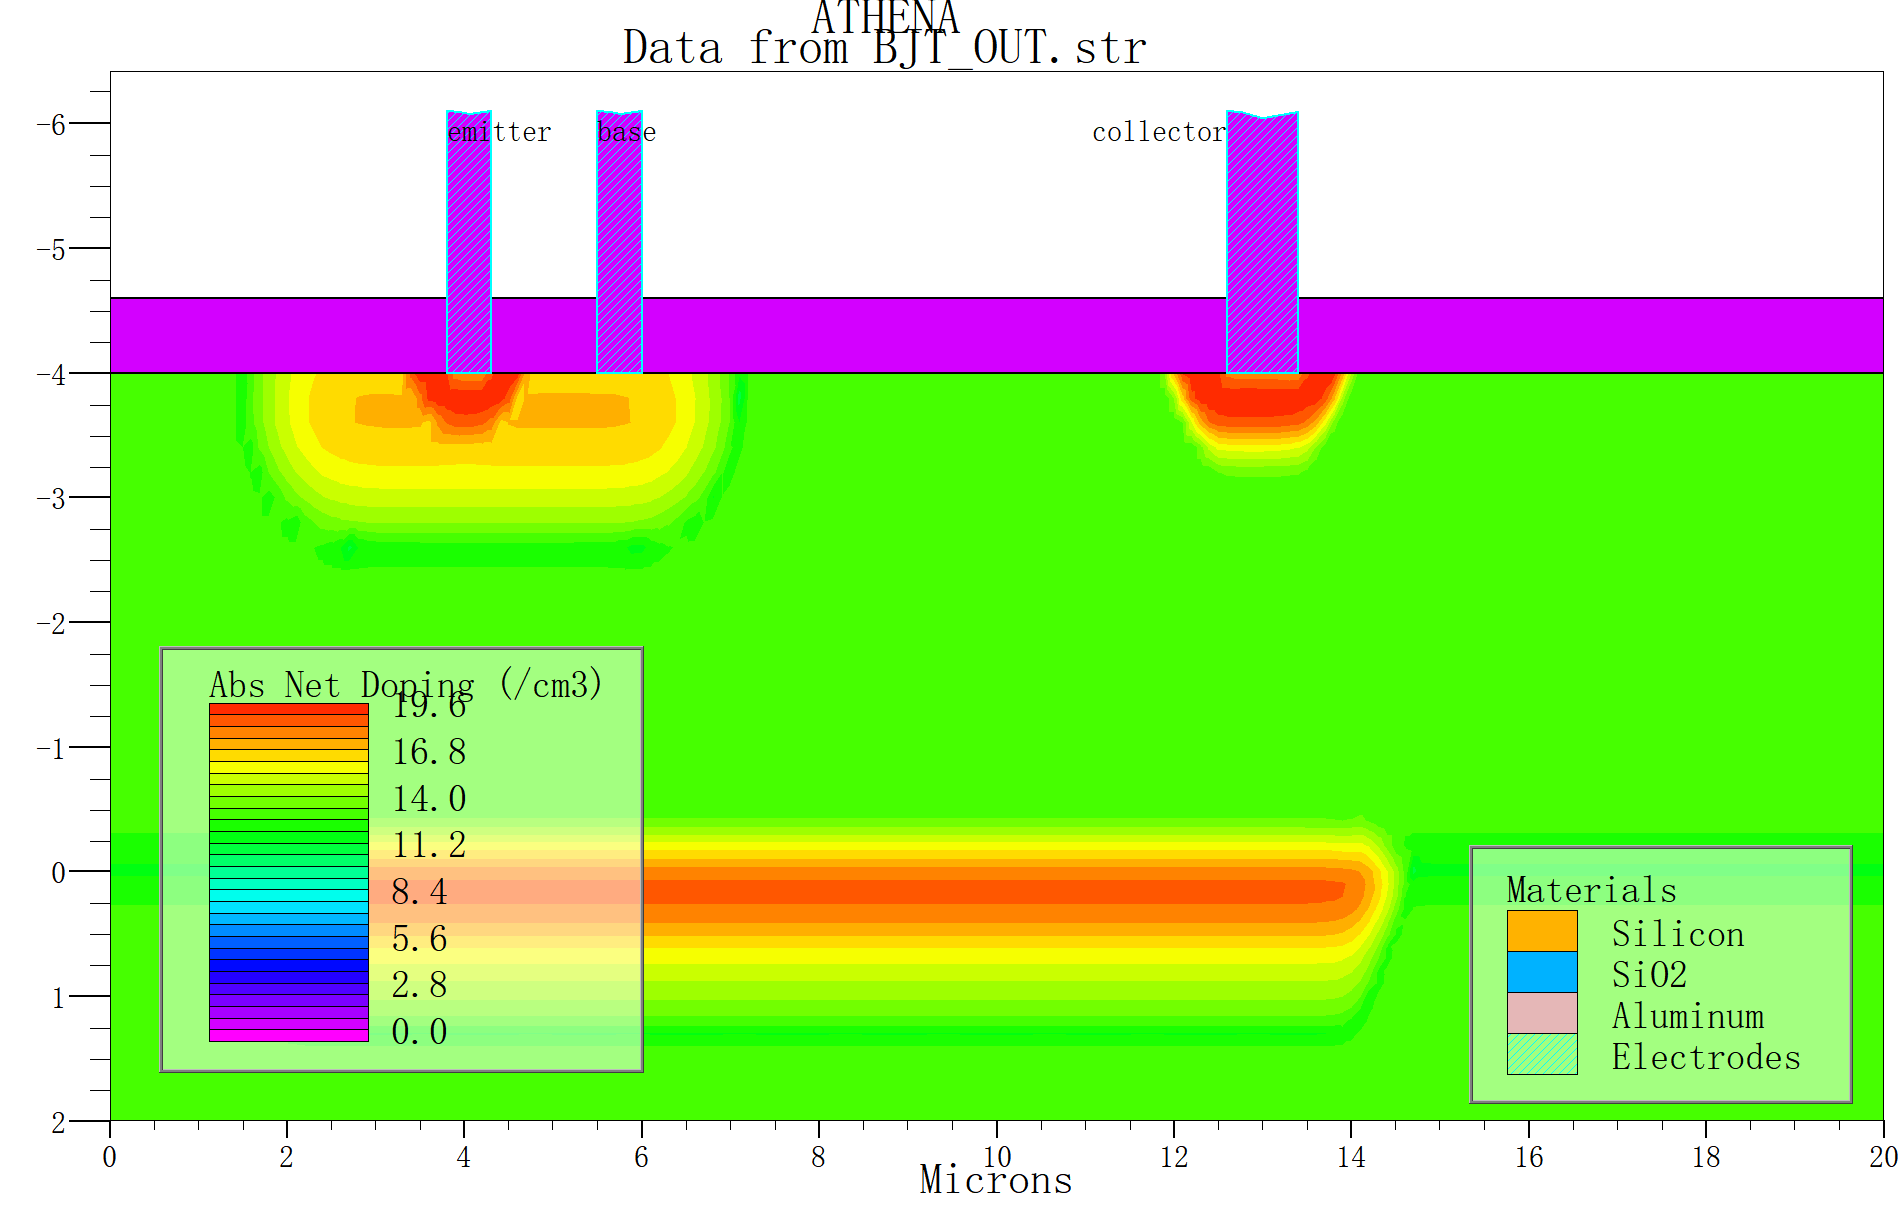 ATHENA
Data from BJT_OUT.str
-6
-5
-4
-3
-2
-1
0
1
2
emitter
base
collector
Abs Net Doping (/cm3)
19.6
16.8
14.0
11.2
8.4
5.6
2.8
0.0
Materials
Silicon
SiO2
Aluminum
Electrodes
0 2 4 6 8 10 12 14 16 18 20
Microns